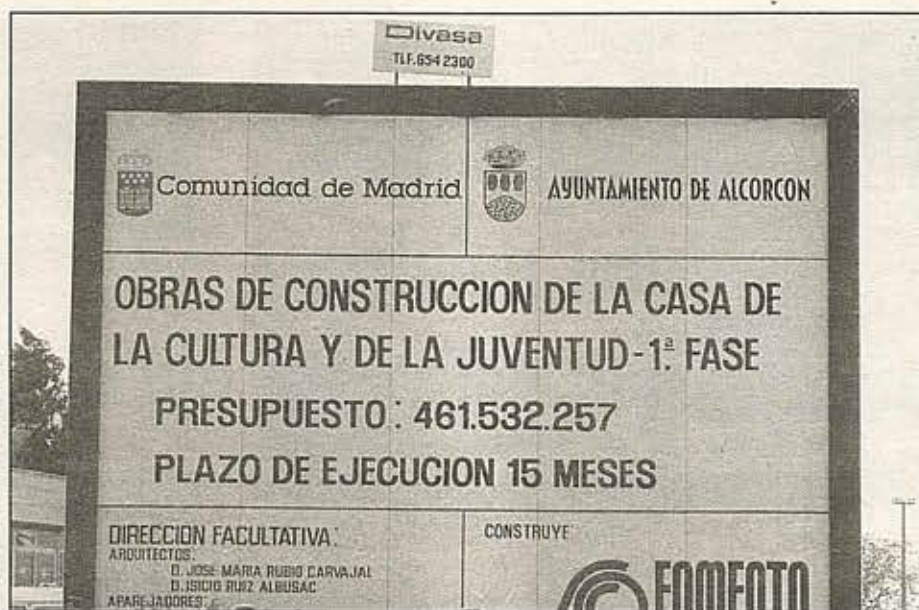 Divasa
TLF.654 2300
Comunidad de Madrid
AYUNTAMIENTO DE ALCORCON
OBRAS DE CONSTRUCCION DE LA CASA DE
LA CULTURA Y DE LA JUVENTUD-1ª FASE
PRESUPUESTO: 461.532.257
PLAZO DE EJECUCION 15 MESES
DIRECCION FACULTATIVA:
ARQUITECTOS:
D. JOSE MARIA RUBIO CARVAJAL
D. ISICIO RUIZ ALBUSAC
APAREJADORES:
CONSTRUYE:
FOMENTO